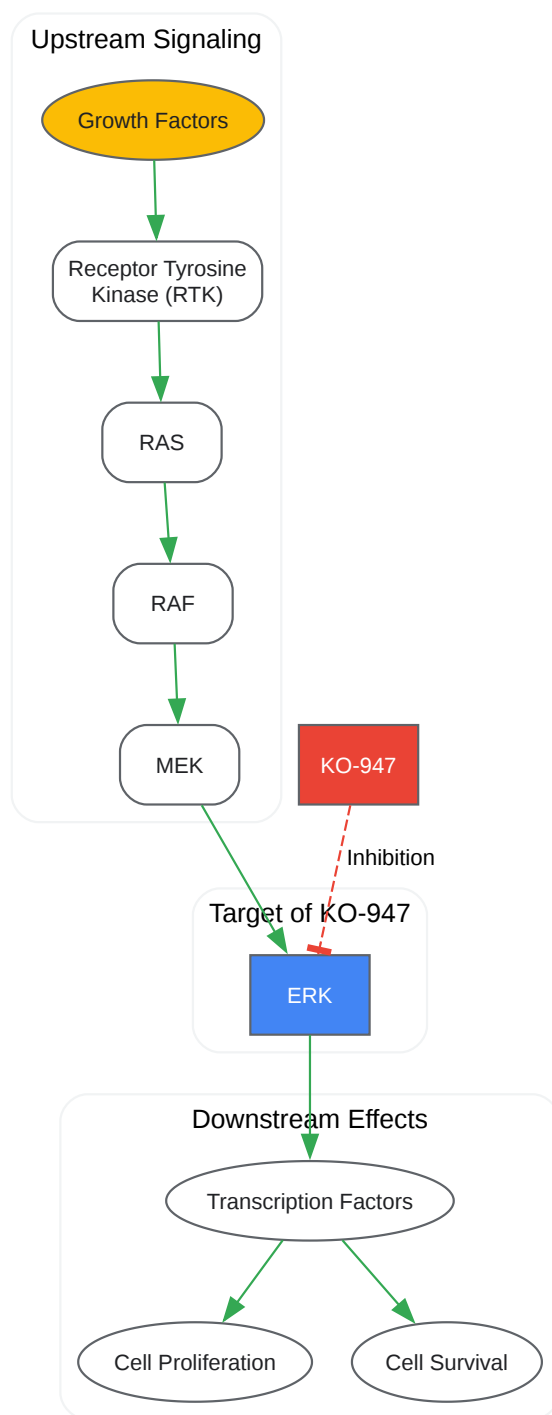 Upstream Signaling
Growth Factors
Receptor Tyrosine
Kinase (RTK)
RAS
RAF
MEK
KO-947
Inhibition
Target of KO-947
ERK
Downstream Effects
Transcription Factors
Cell Proliferation
Cell Survival